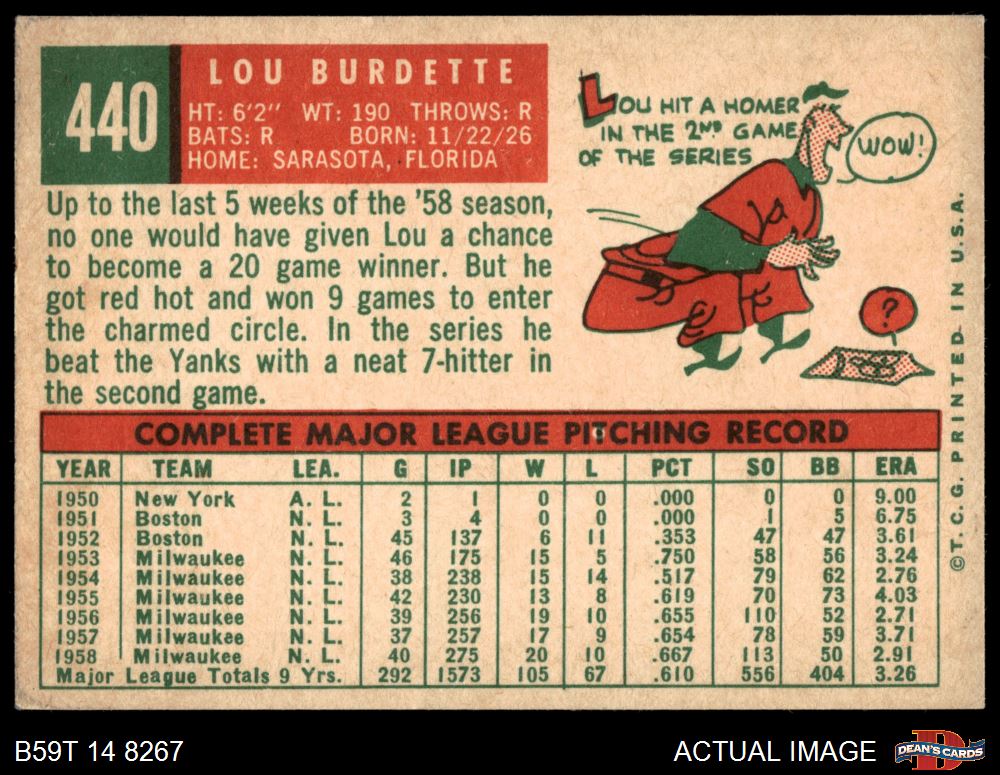 440
LOU BURDETTE
HT: 6'2" WT: 190 THROWS: R
BATS: R BORN: 11/22/26
HOME: SARASOTA, FLORIDA
LOU HIT A HOMER
IN THE 2ND GAME
OF THE SERIES
WOW!
?
Up to the last 5 weeks of the '58 season,
no one would have given Lou a chance
to become a 20 game winner. But he
got red hot and won 9 games to enter
the charmed circle. In the series he
beat the Yanks with a neat 7-hitter in
the second game.
COMPLETE MAJOR LEAGUE PITCHING RECORD
YEAR TEAM LEA. G IP W L PCT SO BB ERA
1950 New York A. L. 2 1 0 0 .000 0 0 9.00
1951 Boston N. L. 3 4 0 0 .000 1 5 6.75
1952 Boston N. L. 45 137 6 11 .353 47 47 3.61
1953 Milwaukee N. L. 46 175 15 5 .750 58 56 3.24
1954 Milwaukee N. L. 38 238 15 14 .517 79 62 2.76
1955 Milwaukee N. L. 42 230 13 8 .619 70 73 4.03
1956 Milwaukee N. L. 39 256 19 10 .655 110 52 2.71
1957 Milwaukee N. L. 37 257 17 9 .654 78 59 3.71
1958 Milwaukee N. L. 40 275 20 10 .667 113 50 2.91
Major League Totals 9 Yrs. 292 1573 105 67 .610 556 404 3.26
©T. C. G. PRINTED IN U. S. A.
B59T 14 8267
ACTUAL IMAGE
DEAN'S CARDS